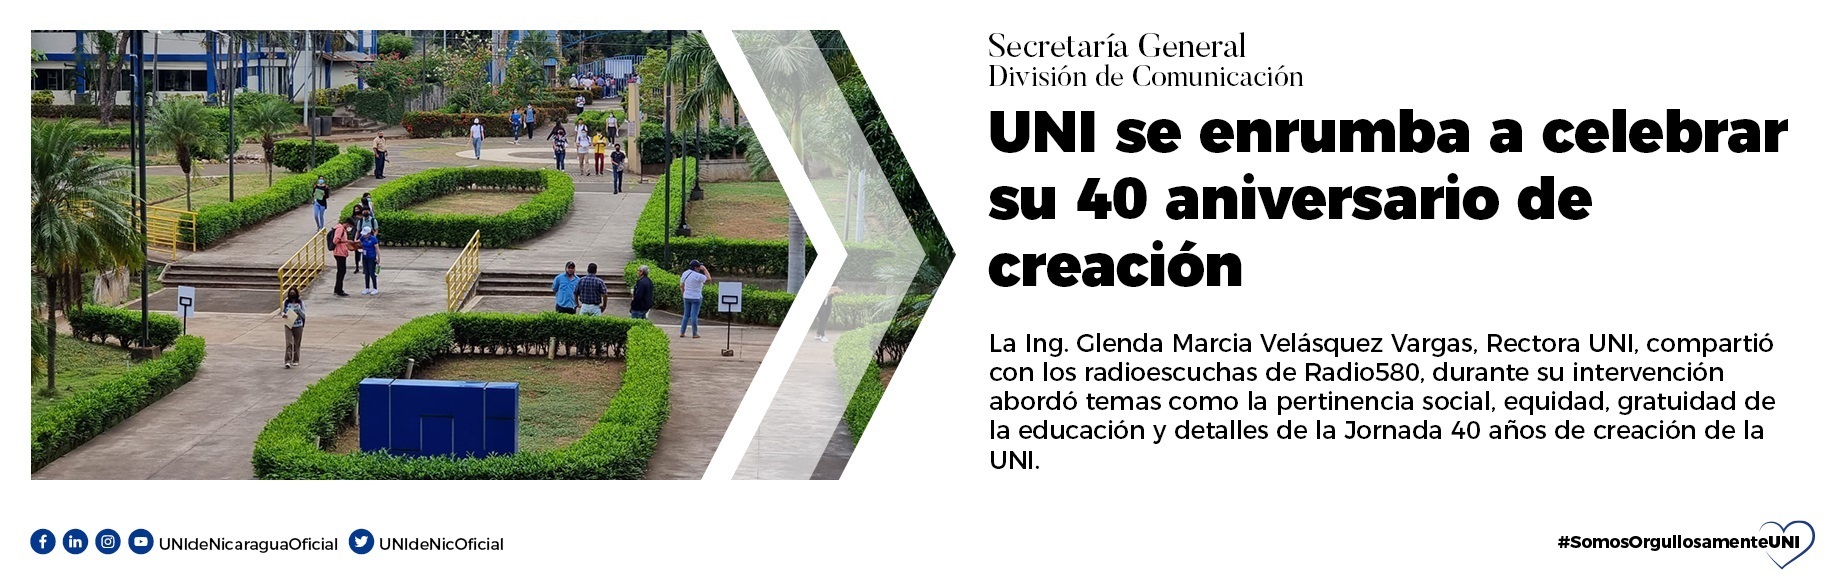 Secretaría General
División de Comunicación
UNI se enrumba a celebrar
su 40 aniversario de
creación
La Ing. Glenda Marcia Velásquez Vargas, Rectora UNI, compartió
con los radioescuchas de Radio580, durante su intervención
abordó temas como la pertinencia social, equidad, gratuidad de
la educación y detalles de la Jornada 40 años de creación de la
UNI.
UNIdeNicaraguaOficial UNIdeNicOficial
#SomosOrgullosamenteUNI